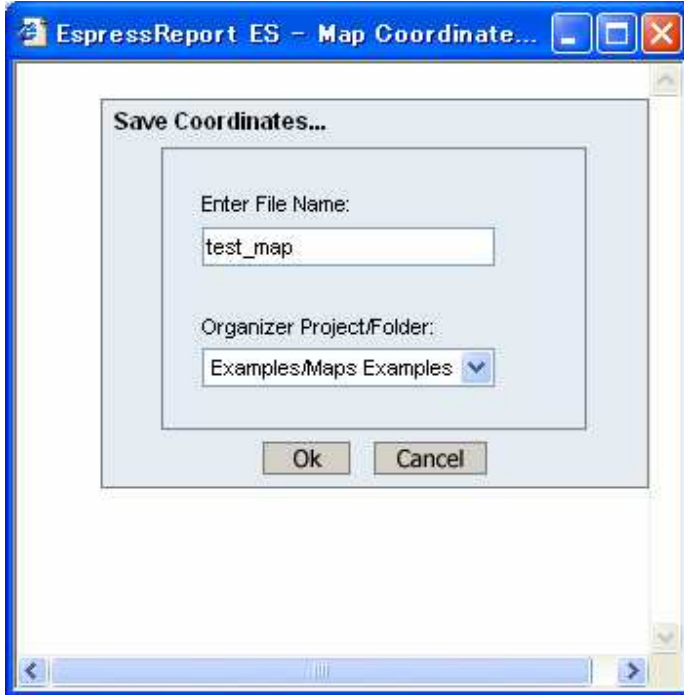 EspressReport ES - Map Coordinate...
Save Coordinates...
Enter File Name:
test_map
Organizer Project/Folder:
Examples/Maps Examples
Ok
Cancel